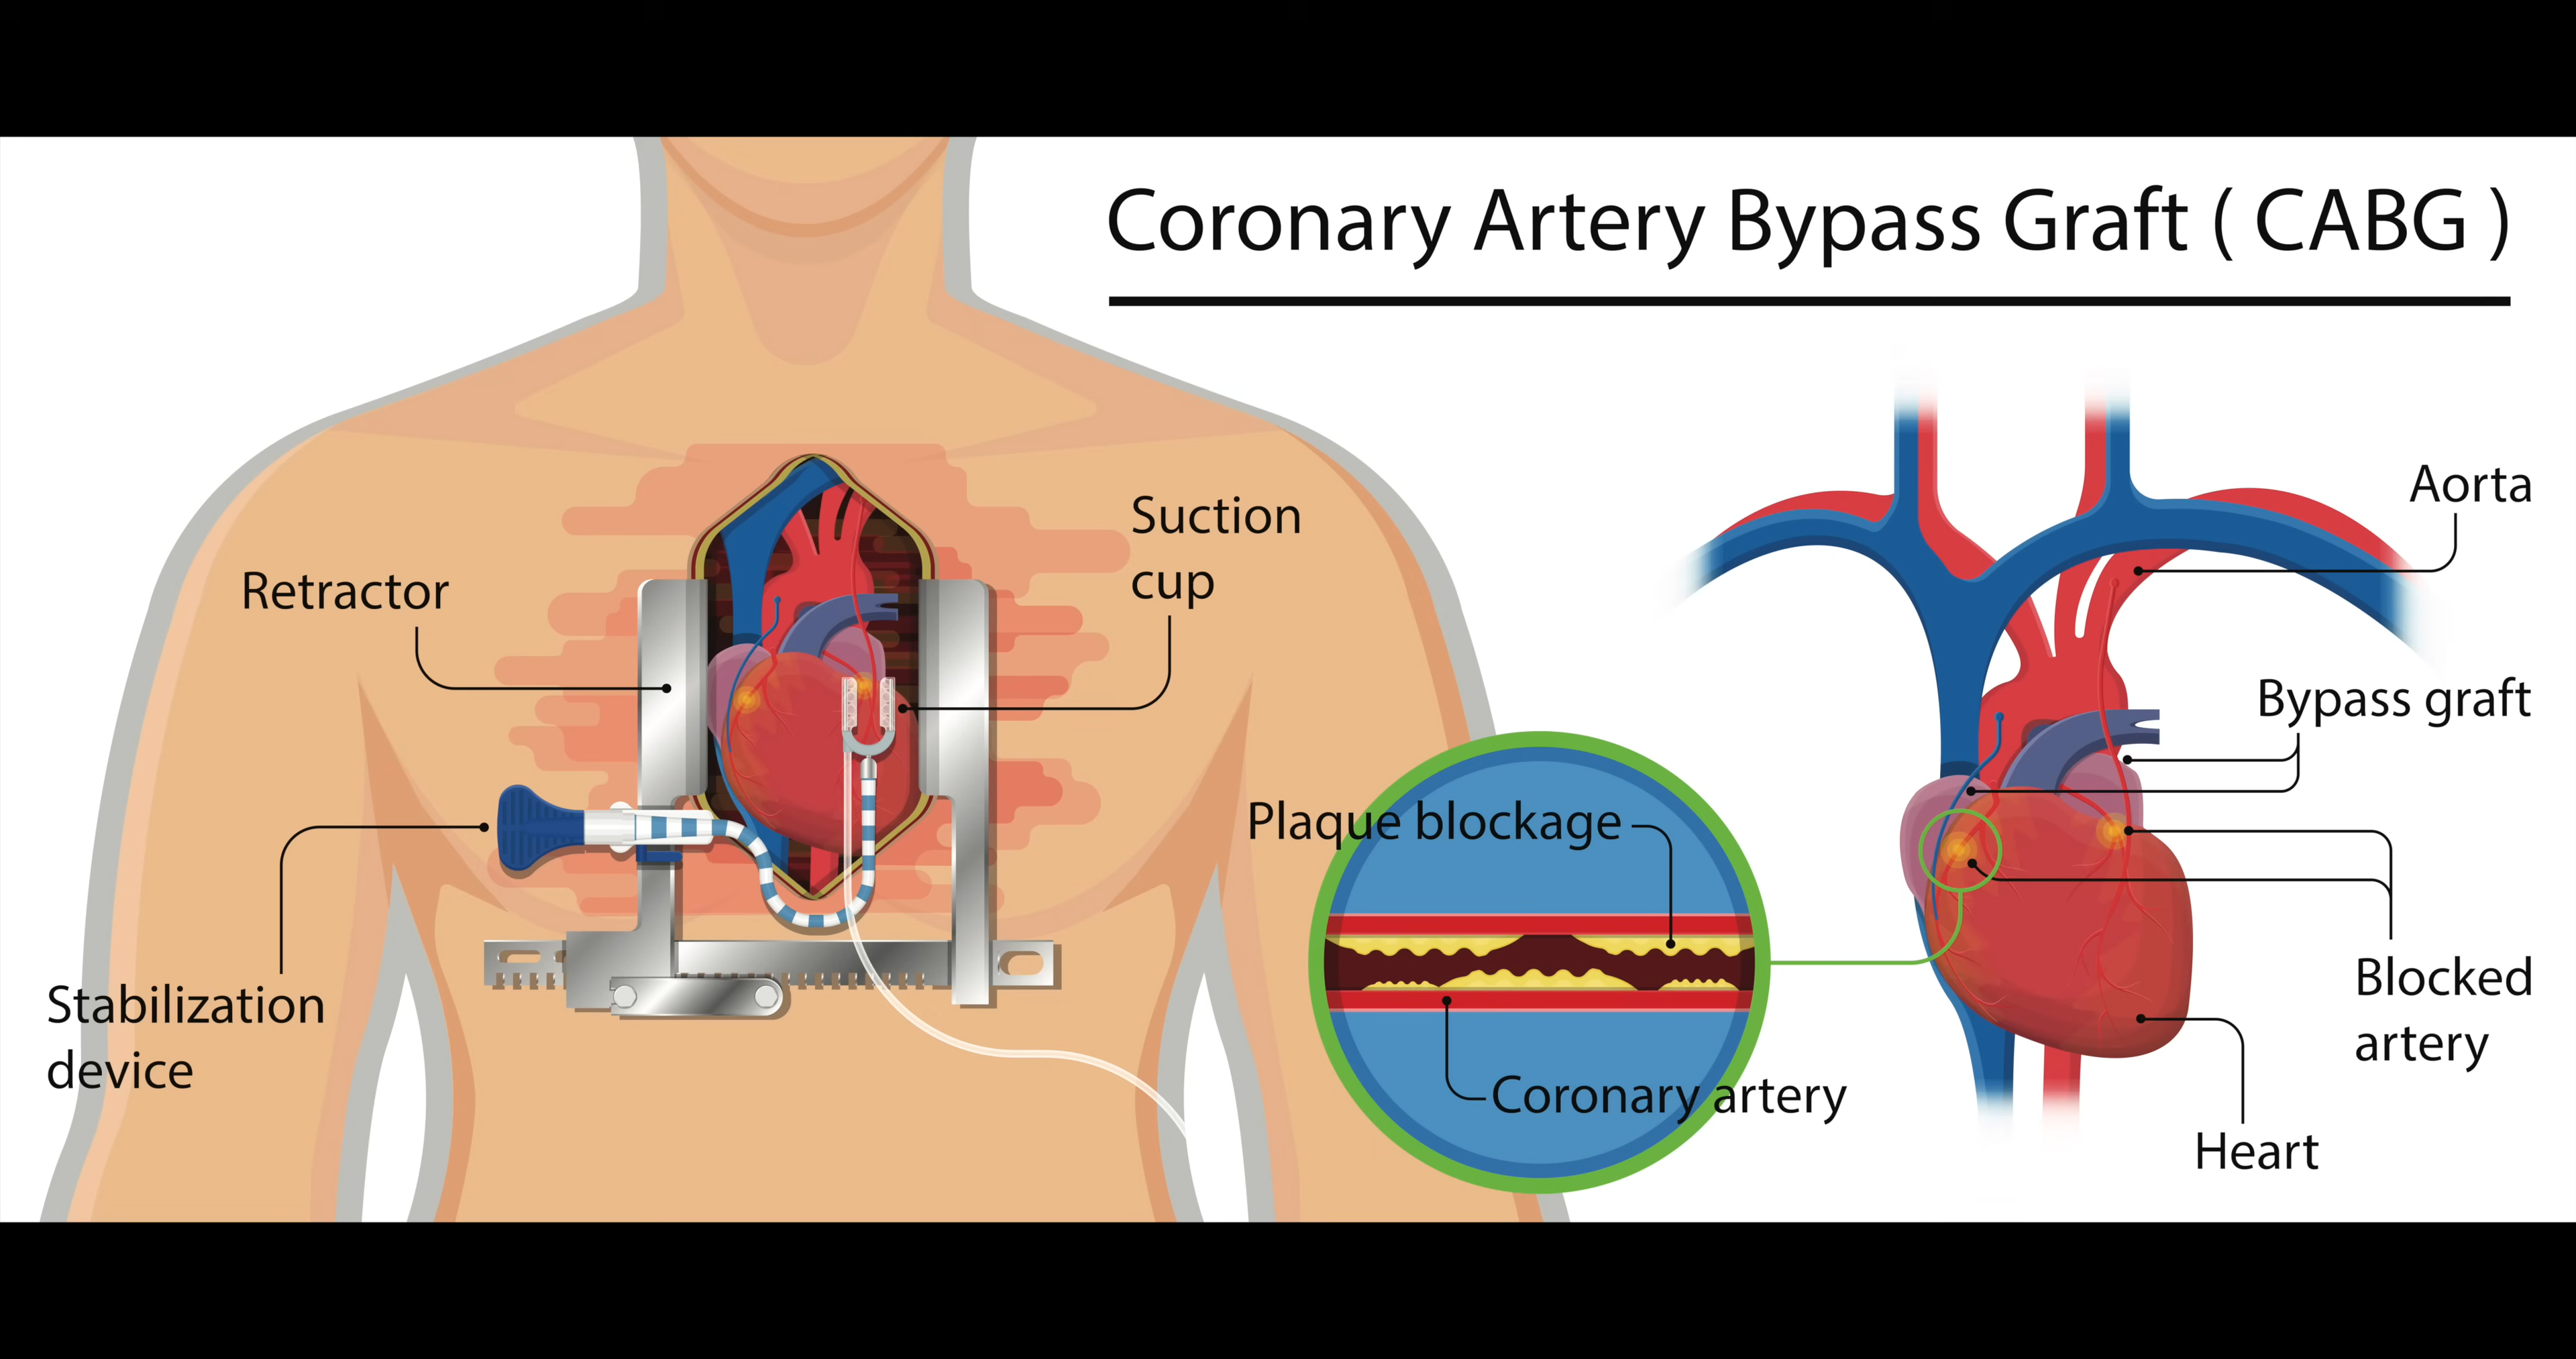 Coronary Artery Bypass Graft ( CABG )
Retractor
Suction
cup
Stabilization
device
Plaque blockage
Coronary artery
Aorta
Bypass graft
Blocked
artery
Heart